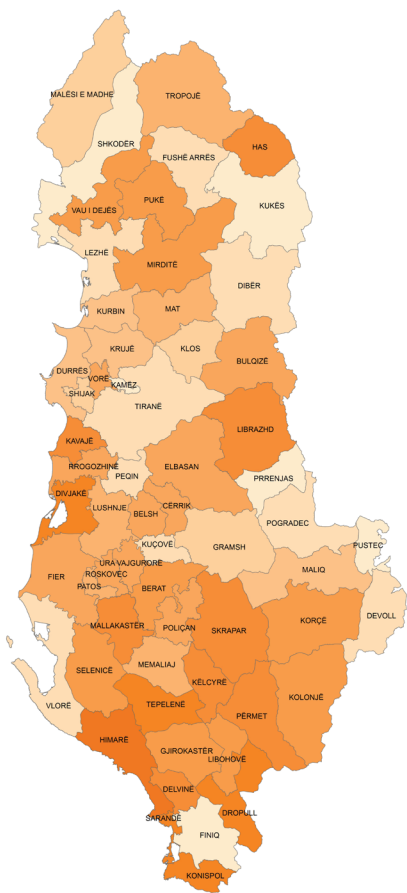 MALËSI E MADHE
TROPOJË
SHKODËR
HAS
FUSHË ARRËS
PUKË
KUKËS
VAU I DEJËS
LEZHË
MIRDITË
DIBËR
KURBIN
MAT
KRUJË
KLOS
BULQIZË
DURRËS
VORË
KAMËZ
SHIJAK
TIRANË
LIBRAZHD
KAVAJË
RROGOZHINË
ELBASAN
PEQIN
PRRENJAS
DIVJAKË
CËRRIK
LUSHNJE
BELSH
POGRADEC
KUÇOVË
GRAMSH
PUSTEC
URA VAJGURORË
MALIQ
FIER
ROSKOVEC
PATOS
BERAT
DEVOLL
MALLAKASTËR
POLIÇAN
SKRAPAR
KORÇË
MEMALIAJ
SELENICË
KËLCYRË
KOLONJË
VLORË
TEPELENË
PËRMET
HIMARË
GJIROKASTËR
LIBOHOVË
DELVINË
DROPULL
SARANDË
FINIQ
KONISPOL